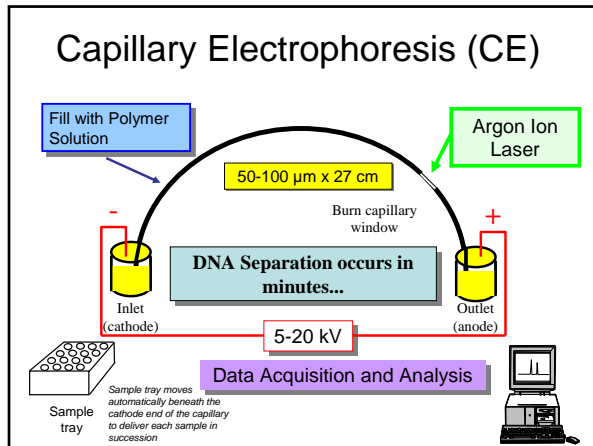 Capillary Electrophoresis (CE)
Fill with Polymer
Solution
Argon Ion
Laser
50-100 µm x 27 cm
Burn capillary
window
-
+
DNA Separation occurs in
minutes...
Inlet
(cathode)
Outlet
(anode)
5-20 kV
Data Acquisition and Analysis
Sample
tray
Sample tray moves
automatically beneath the
cathode end of the capillary
to deliver each sample in
succession